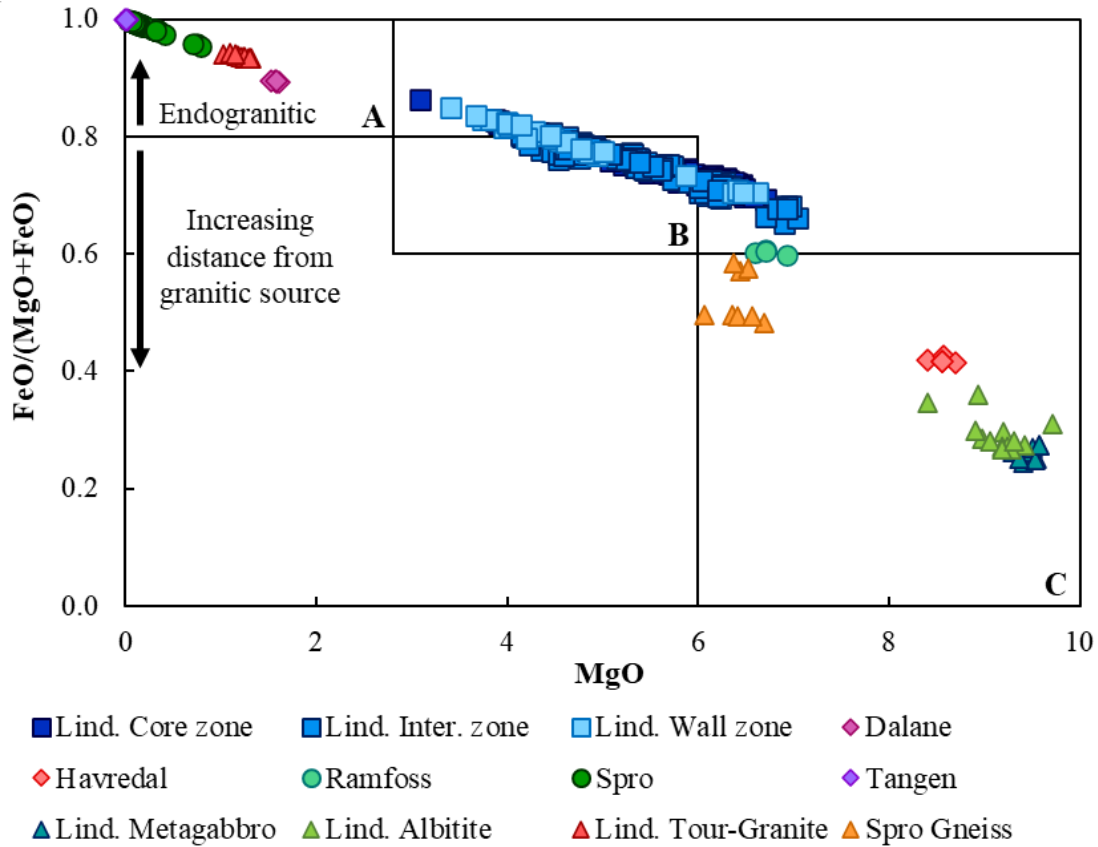 1.0
0.8
0.6
0.4
0.2
0.0
FeO/(MgO+FeO)
Endogranitic
Increasing
distance from
granitic source
A
B
C
0 2 4 6 8 10
MgO
Lind. Core zone Lind. Inter. zone Lind. Wall zone Dalane
Havredal Ramfoss Spro Tangen
Lind. Metagabbro Lind. Albitite Lind. Tour-Granite Spro Gneiss